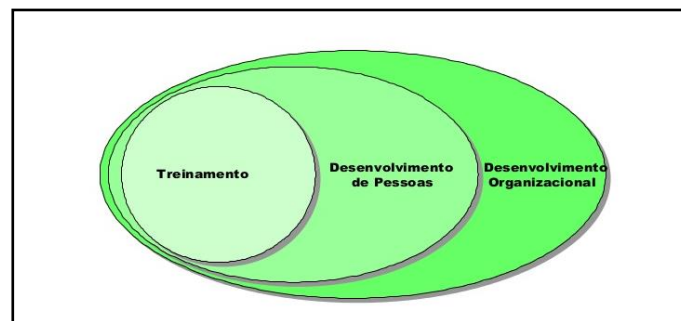 Treinamento
Desenvolvimento
de Pessoas
Desenvolvimento
Organizacional